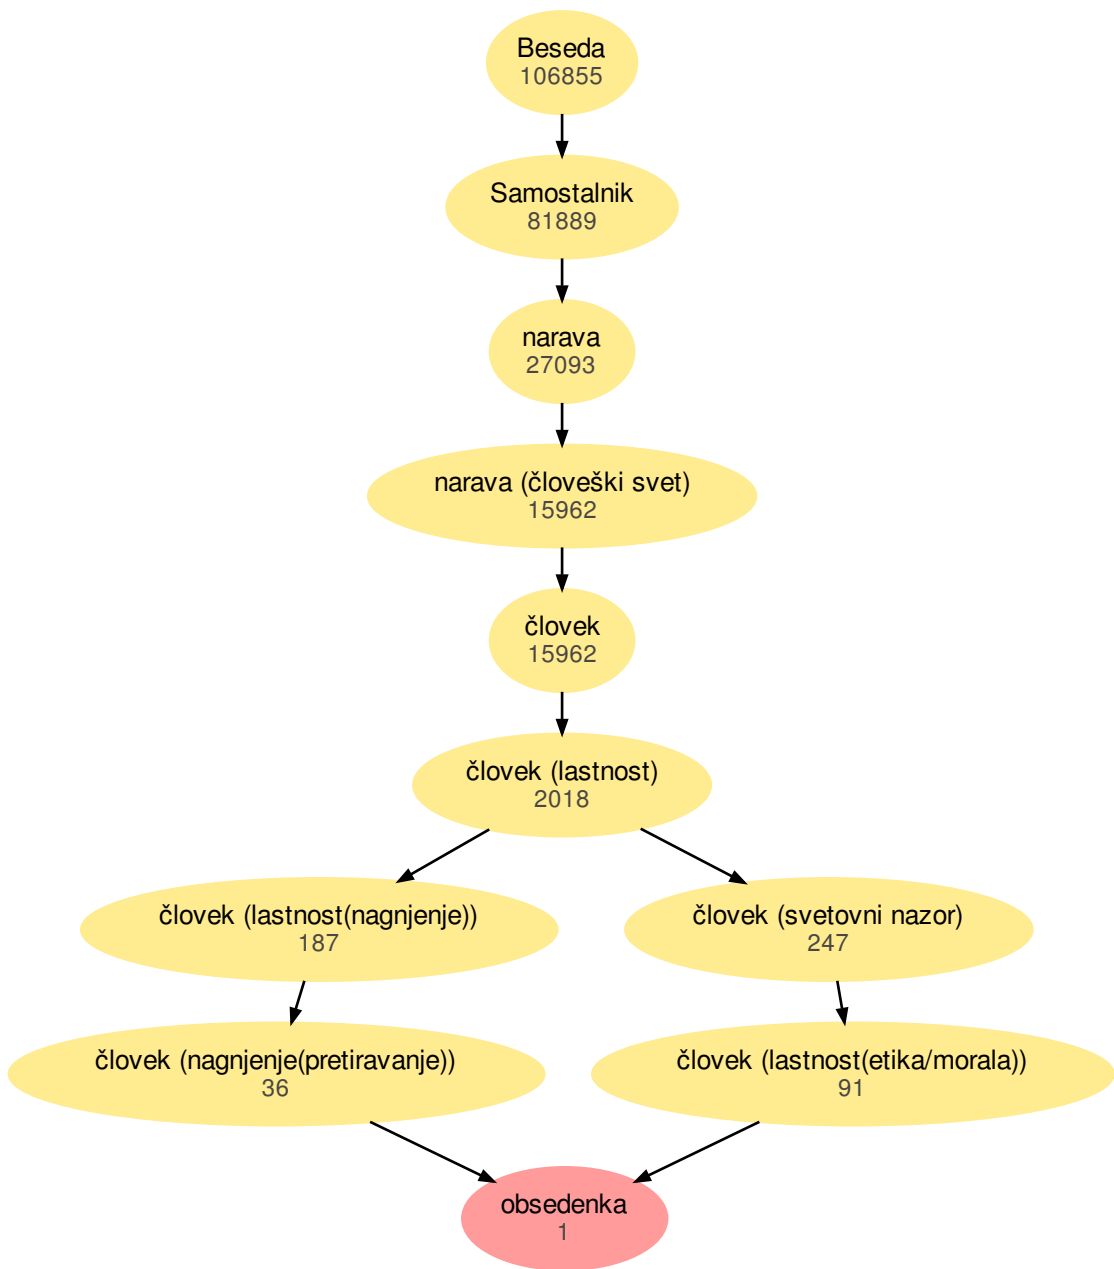 Beseda
106855
Samostalnik
81889
narava
27093
narava (človeški svet)
15962
človek
15962
človek (lastnost)
2018
človek (lastnost(nagnjenje))
187
človek (svetovni nazor)
247
človek (nagnjenje(pretiravanje))
36
človek (lastnost(etika/morala))
91
obsedenka
1